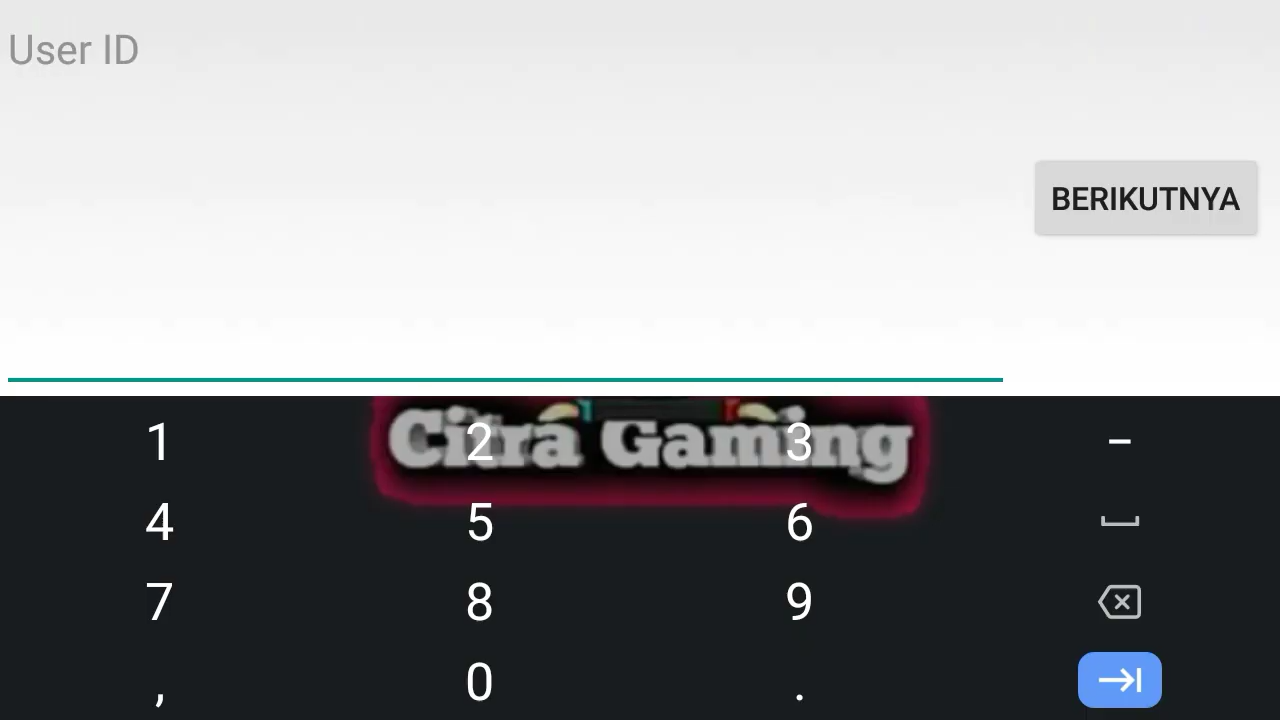 User ID
BERIKUTNYA
Citra Gaming
1 2 3 –
4 5 6
7 8 9
, 0 .